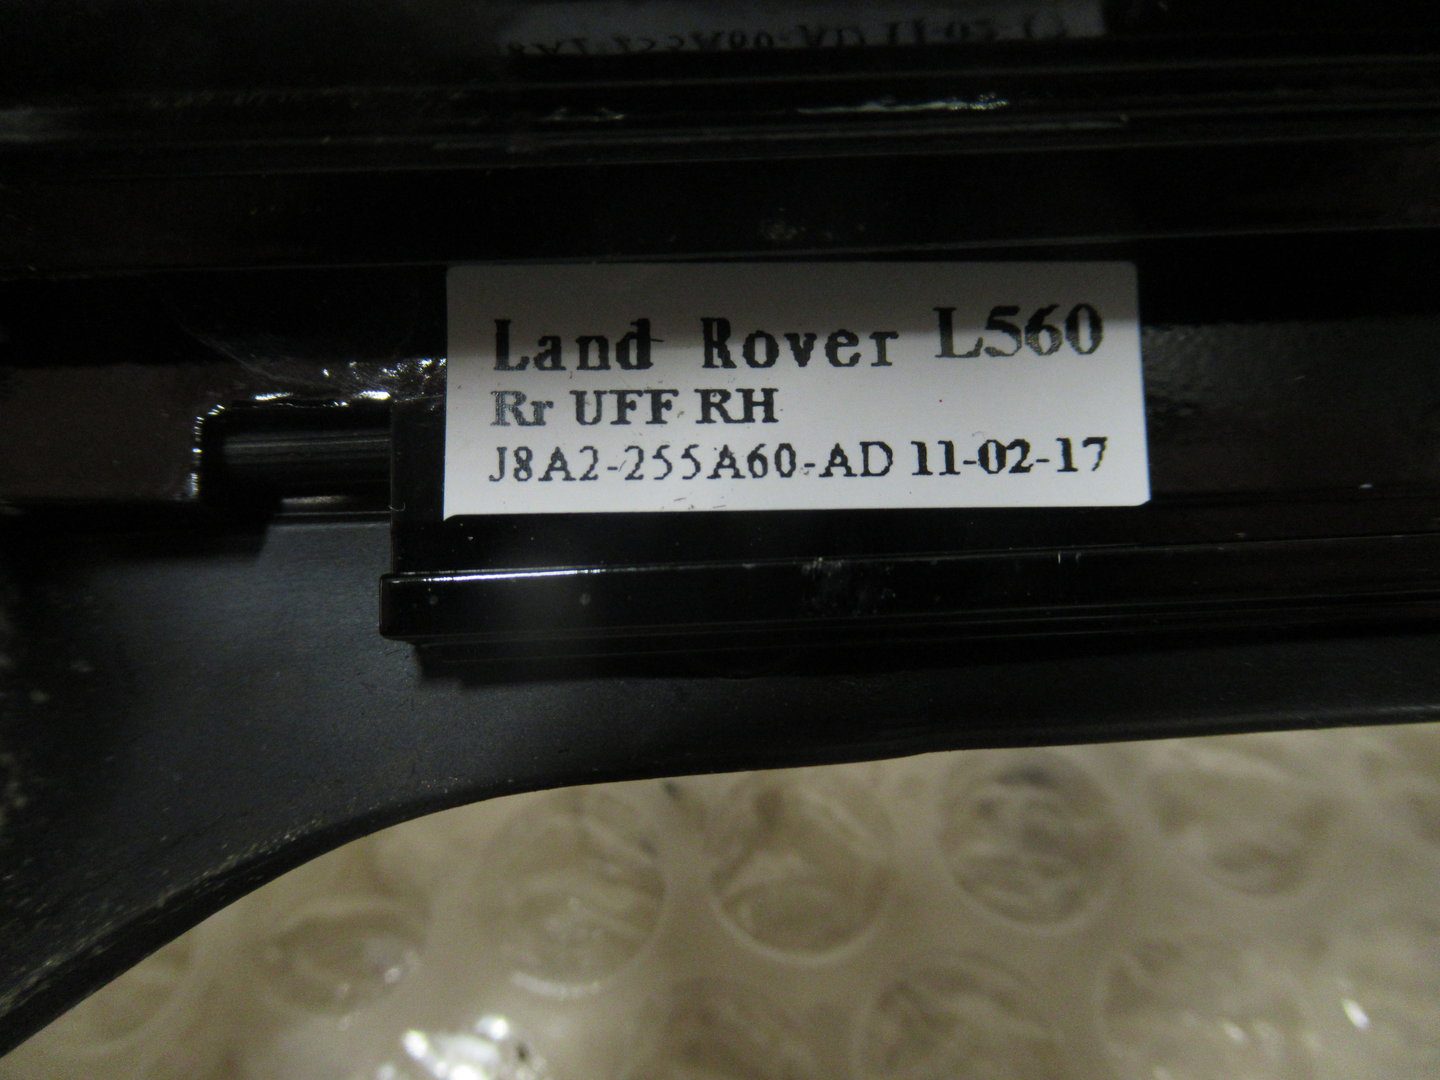 Land Rover L560
Rr UFF RH
J8A2-255A60-AD 11-02-17